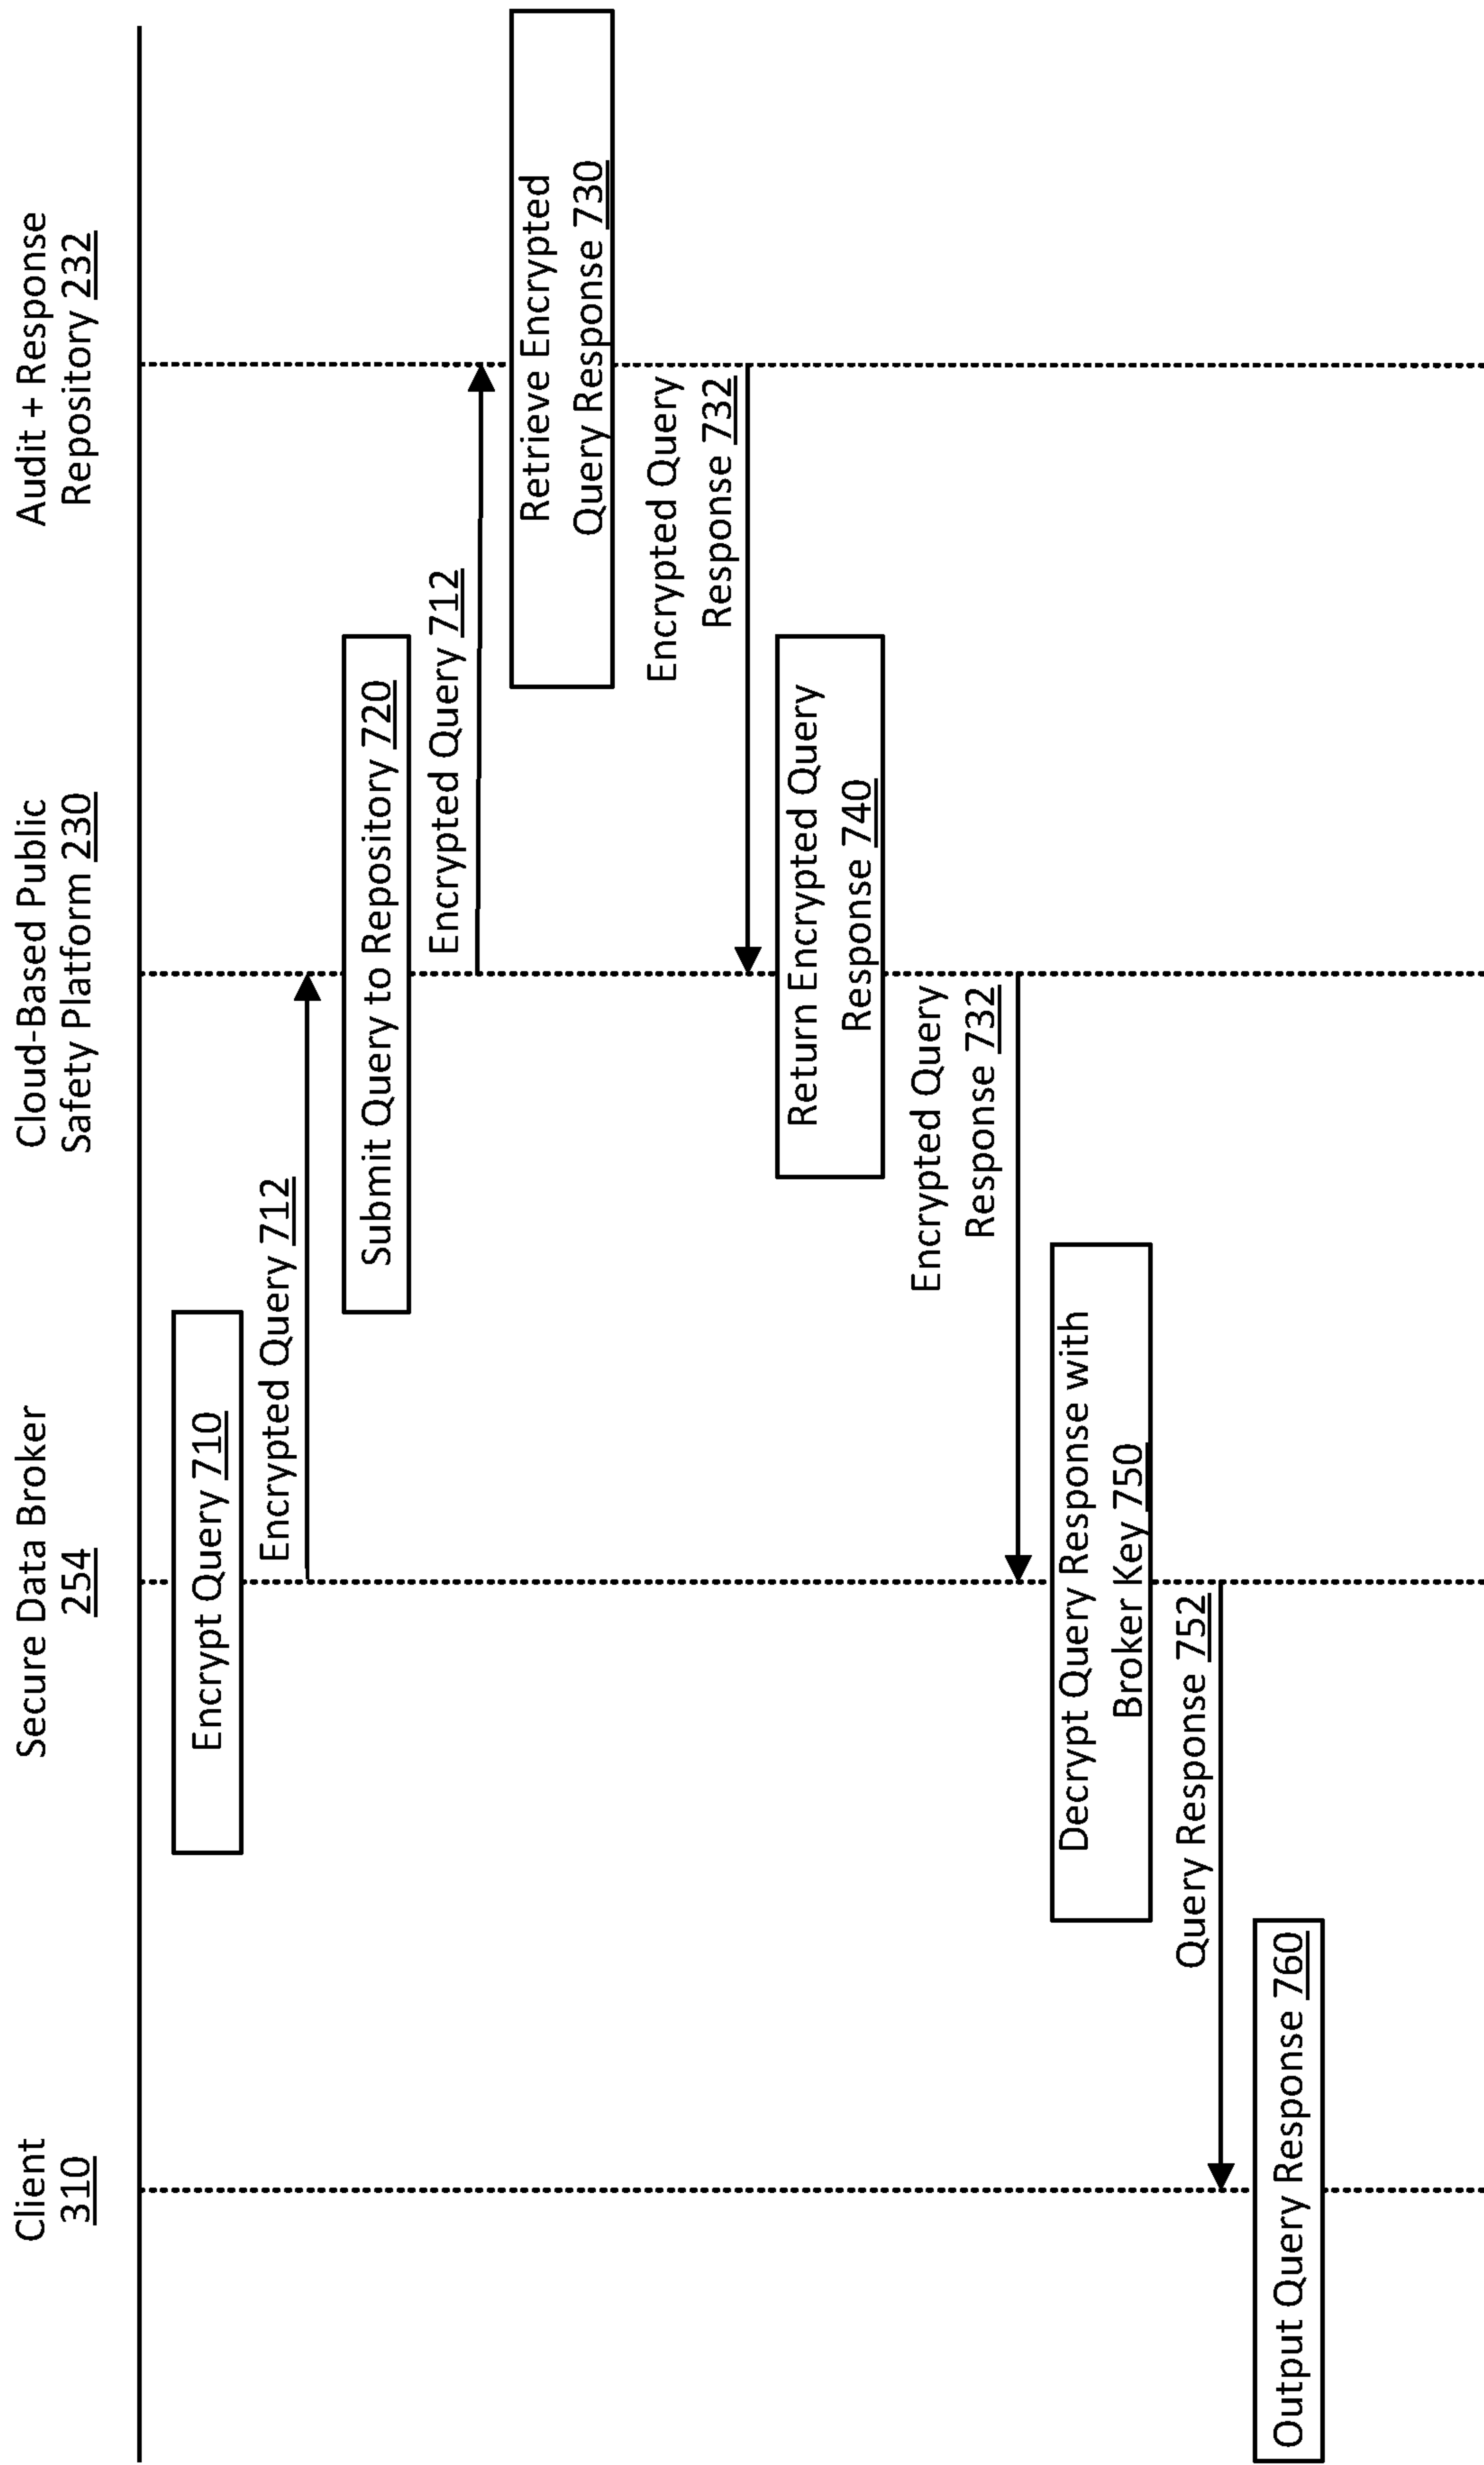 Client
310
Secure Data Broker
254
Cloud-Based Public
Safety Platform 230
Audit + Response
Repository 232
Encrypt Query 710
Encrypted Query 712
Submit Query to Repository 720
Encrypted Query 712
Retrieve Encrypted
Query Response 730
Encrypted Query
Response 732
Return Encrypted Query
Response 740
Encrypted Query
Response 732
Decrypt Query Response with
Broker Key 750
Query Response 752
Output Query Response 760